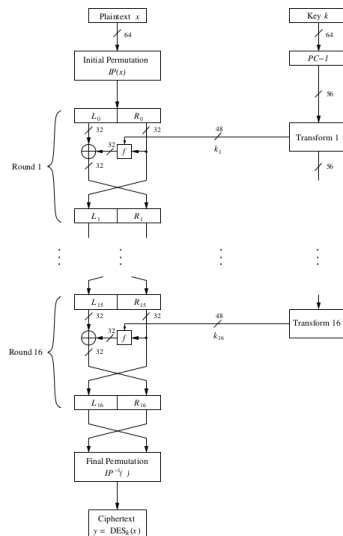 Plaintext x
Key k
64
64
Initial Permutation
IP(x)
PC−1
56
L0
R0
32
32
48
Transform 1
f
32
k1
32
56
Round 1
L1
R1
L15
R15
32
32
48
Transform 16
f
32
k16
32
Round 16
L16
R16
Final Permutation
IP−1( )
Ciphertext
y = DESk(x)